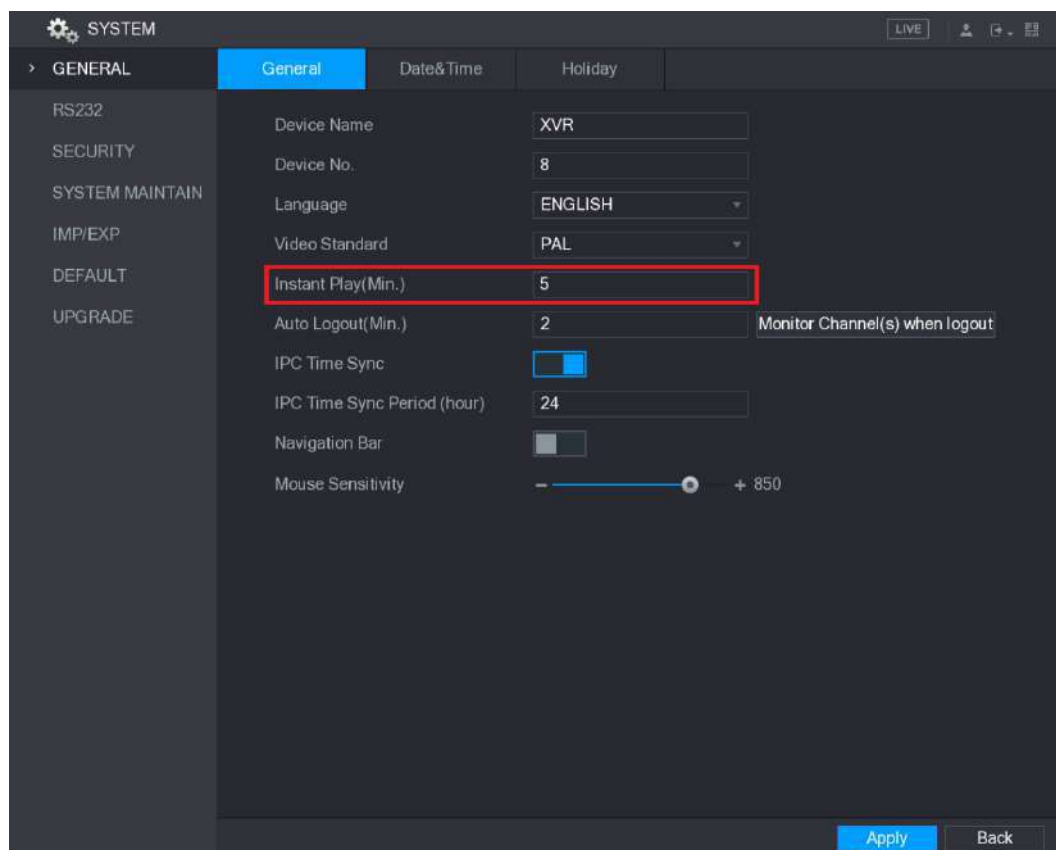 SYSTEM
LIVE
GENERAL
General Date&Time Holiday
RS232
SECURITY
SYSTEM MAINTAIN
IMP/EXP
DEFAULT
UPGRADE
Device Name XVR
Device No. 8
Language ENGLISH
Video Standard PAL
Instant Play(Min.) 5
Auto Logout(Min.) 2 Monitor Channel(s) when logout
IPC Time Sync
IPC Time Sync Period (hour) 24
Navigation Bar
Mouse Sensitivity - + 850
Apply Back